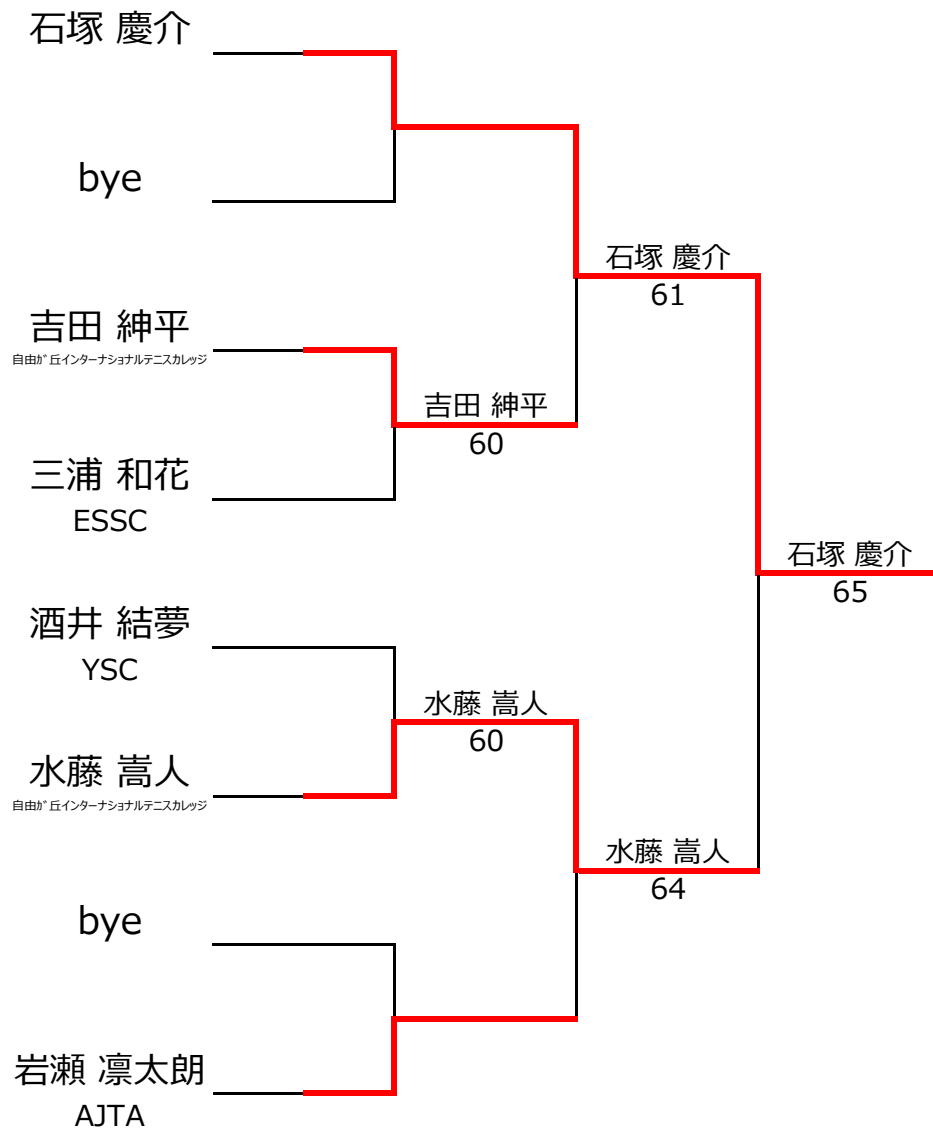 石塚 慶介
bye
吉田 紳平
自由が丘インターナショナルテニスカレッジ
三浦 和花
ESSC
酒井 結夢
YSC
水藤 嵩人
自由が丘インターナショナルテニスカレッジ
bye
岩瀬 凛太朗
AJTA
吉田 紳平
60
水藤 嵩人
60
石塚 慶介
61
水藤 嵩人
64
石塚 慶介
65